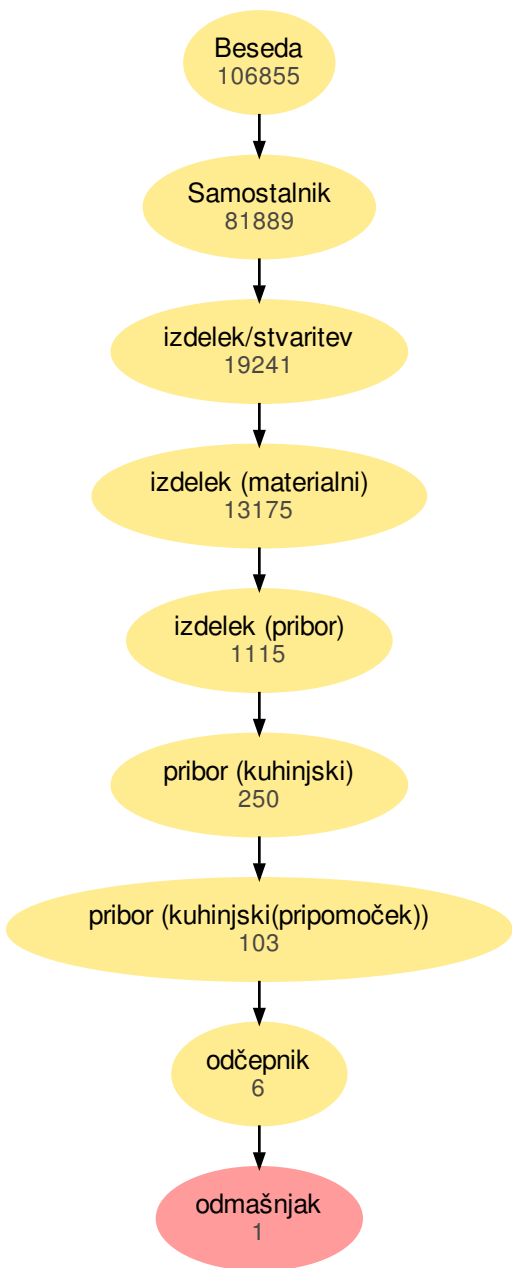 Beseda
106855
Samostalnik
81889
izdelek/stvaritev
19241
izdelek (materialni)
13175
izdelek (pribor)
1115
pribor (kuhinjski)
250
pribor (kuhinjski(pripomoček))
103
odčepnik
6
odmašnjak
1